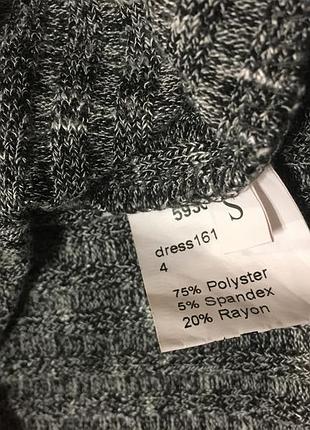 S
dress161
4
75% Polyster
5% Spandex
20% Rayon